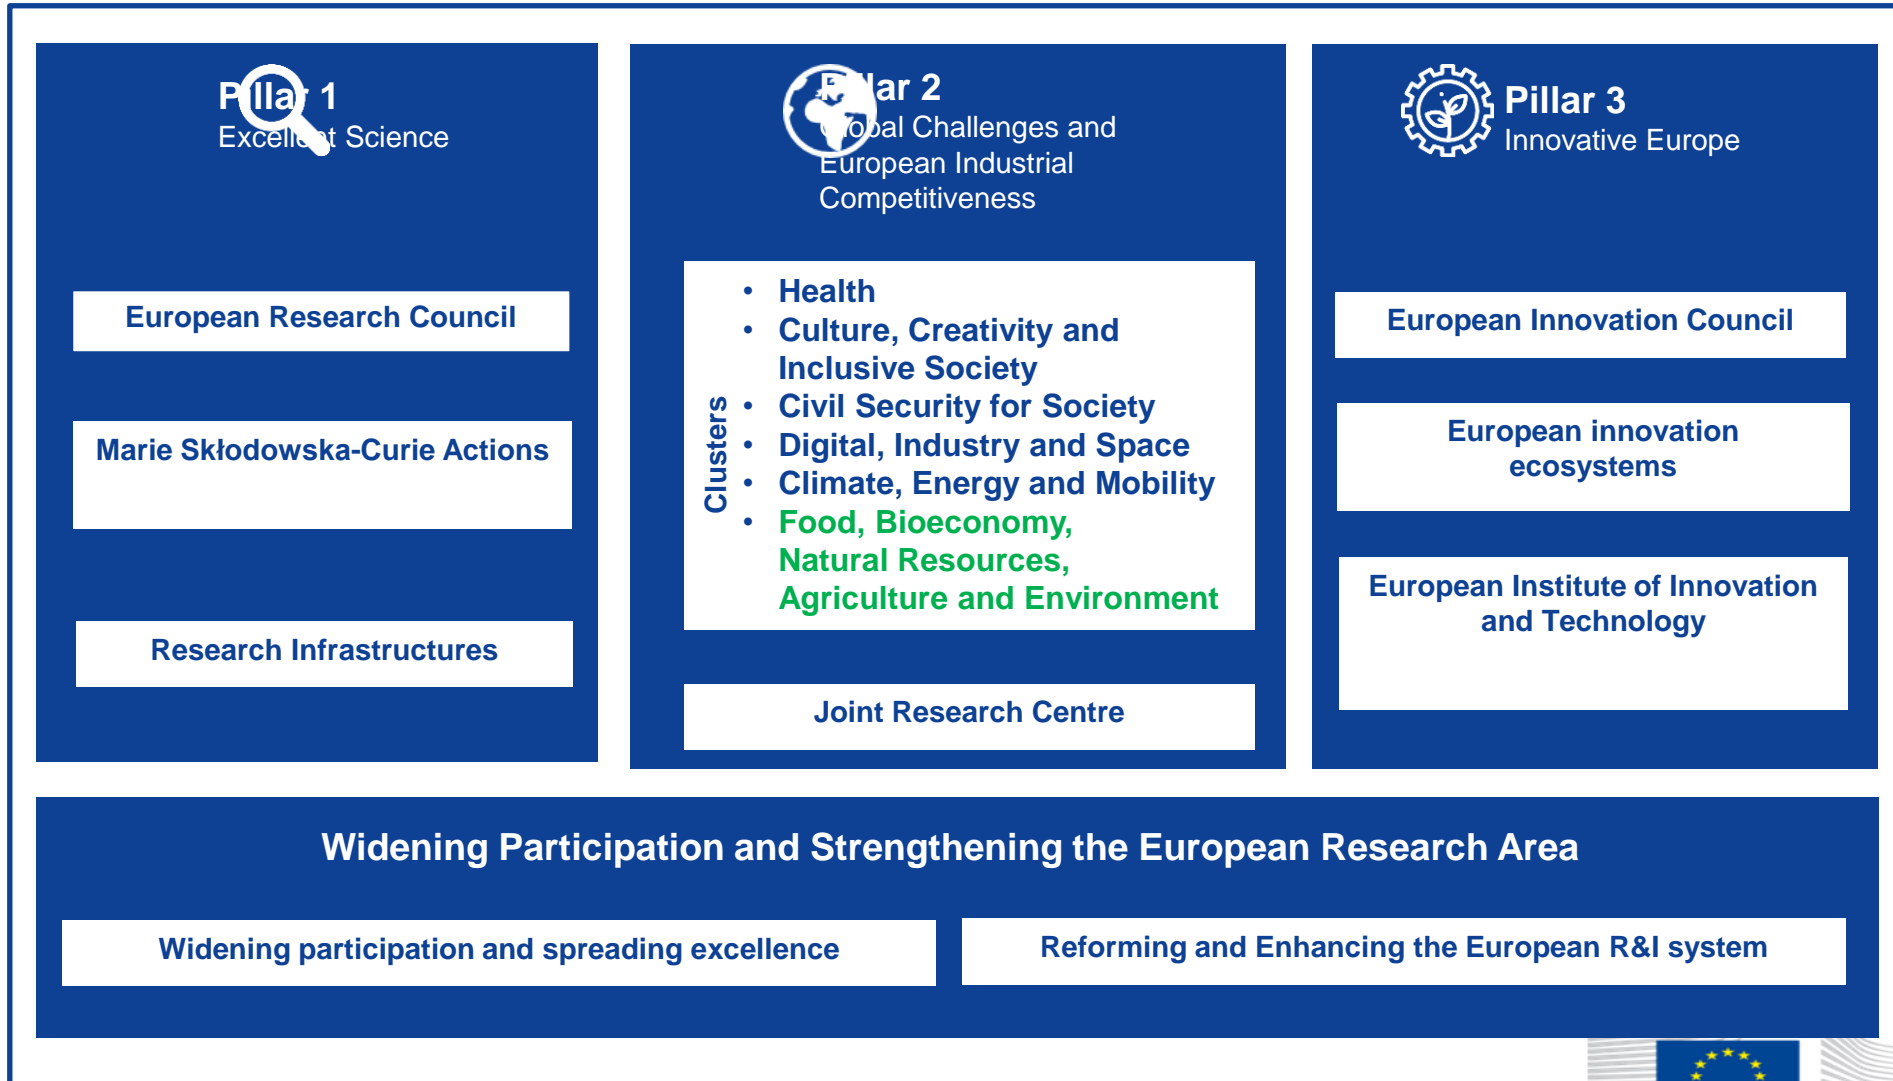 Pillar 1
Excellent Science
European Research Council
Marie Skłodowska-Curie Actions
Research Infrastructures
Pillar 2
Global Challenges and
European Industrial
Competitiveness
Clusters
• Health
• Culture, Creativity and
Inclusive Society
• Civil Security for Society
• Digital, Industry and Space
• Climate, Energy and Mobility
• Food, Bioeconomy,
Natural Resources,
Agriculture and Environment
Joint Research Centre
Pillar 3
Innovative Europe
European Innovation Council
European innovation
ecosystems
European Institute of Innovation
and Technology
Widening Participation and Strengthening the European Research Area
Widening participation and spreading excellence
Reforming and Enhancing the European R&I system